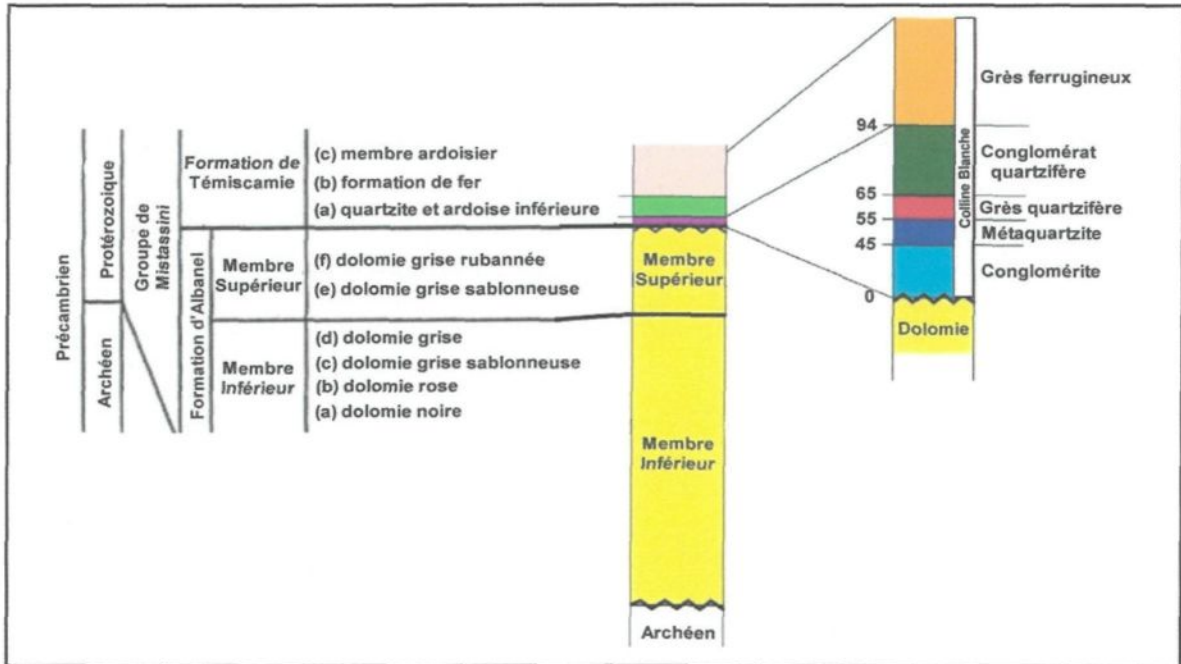 Précambrien
Protérozoique
Archéen
Groupe de
Mistassini
Formation de
Témiscamie
(c) membre ardoisier
(b) formation de fer
(a) quartzite et ardoise inférieure
Formation d'Albanel
Membre
Supérieur
(f) dolomie grise rubannée
(e) dolomie grise sablonneuse
Membre
Inférieur
(d) dolomie grise
(c) dolomie grise sablonneuse
(b) dolomie rose
(a) dolomie noire
Membre
Supérieur
Membre
Inférieur
Archéen
94
65
55
45
0
Colline Blanche
Grès ferrugineux
Conglomérat
quartzifère
Grès quartzifère
Métaquartzite
Conglomérite
Dolomie